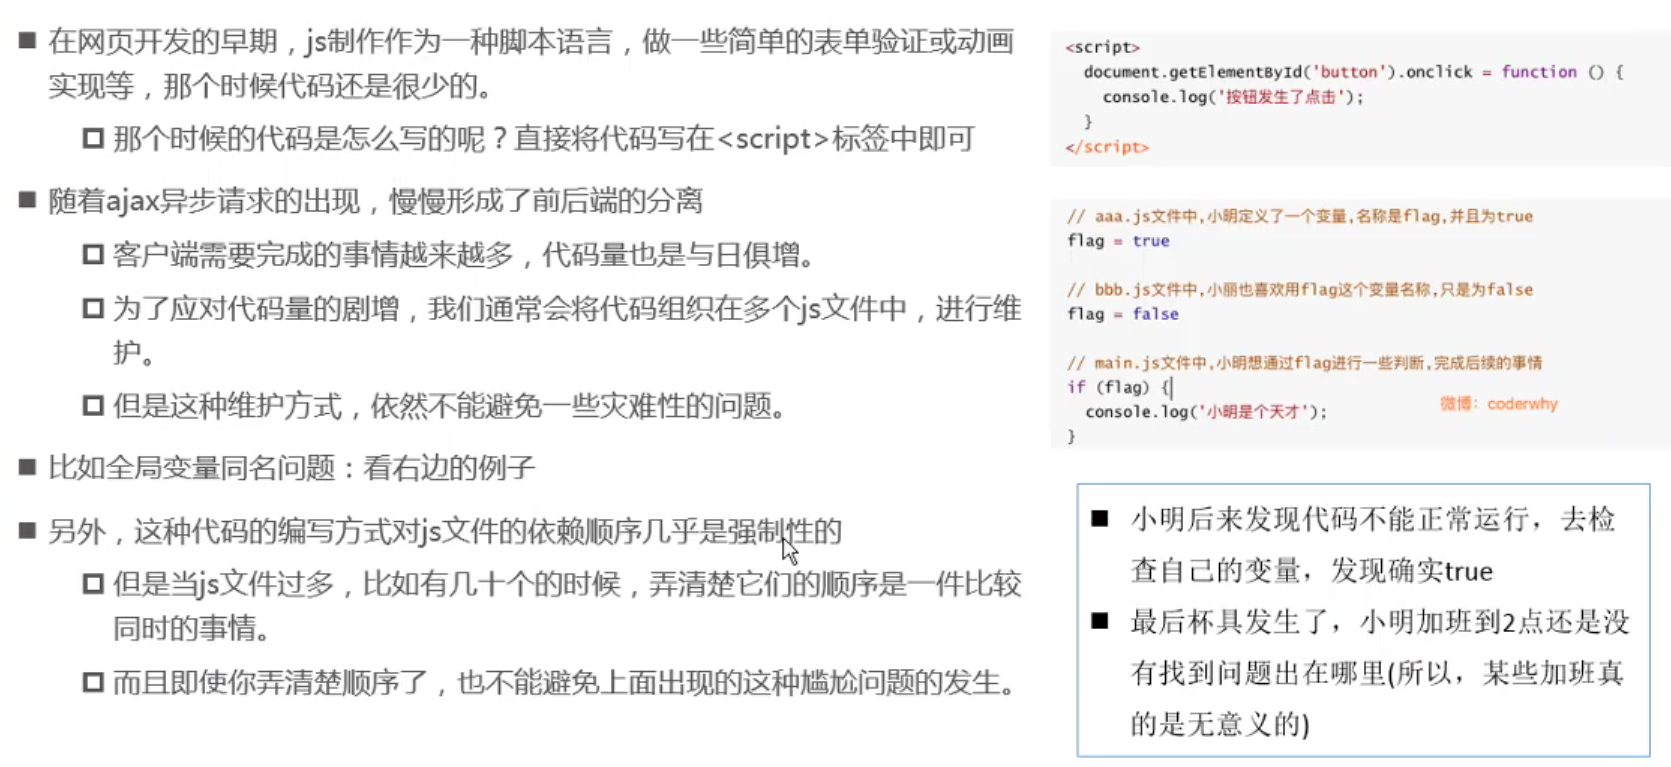 ■ 在网页开发的早期，js制作作为一种脚本语言，做一些简单的表单验证或动画
实现等，那个时候代码还是很少的。
那个时候的代码是怎么写的呢？直接将代码写在<script>标签中即可
■ 随着ajax异步请求的出现，慢慢形成了前后端的分离
客户端需要完成的事情越来越多，代码量也是与日俱增。
为了应对代码量的剧增，我们通常会将代码组织在多个js文件中，进行维
护。
但是这种维护方式，依然不能避免一些灾难性的问题。
■ 比如全局变量同名问题：看右边的例子
■ 另外，这种代码的编写方式对js文件的依赖顺序几乎是强制性的
但是当js文件过多，比如有几十个的时候，弄清楚它们的顺序是一件比较
同时的事情。
而且即使你弄清楚顺序了，也不能避免上面出现的这种尴尬问题的发生。
<script>
document.getElementById('button').onclick = function () {
console.log('按钮发生了点击');
}
</script>
// aaa.js文件中,小明定义了一个变量,名称是flag,并且为true
flag = true
// bbb.js文件中,小丽也喜欢用flag这个变量名称,只是为false
flag = false
// main.js文件中,小明想通过flag进行一些判断,完成后续的事情
if (flag) {
console.log('小明是个天才');
}
微博：coderwhy
■ 小明后来发现代码不能正常运行，去检
查自己的变量，发现确实true
■ 最后杯具发生了，小明加班到2点还是没
有找到问题出在哪里(所以，某些加班真
的是无意义的)